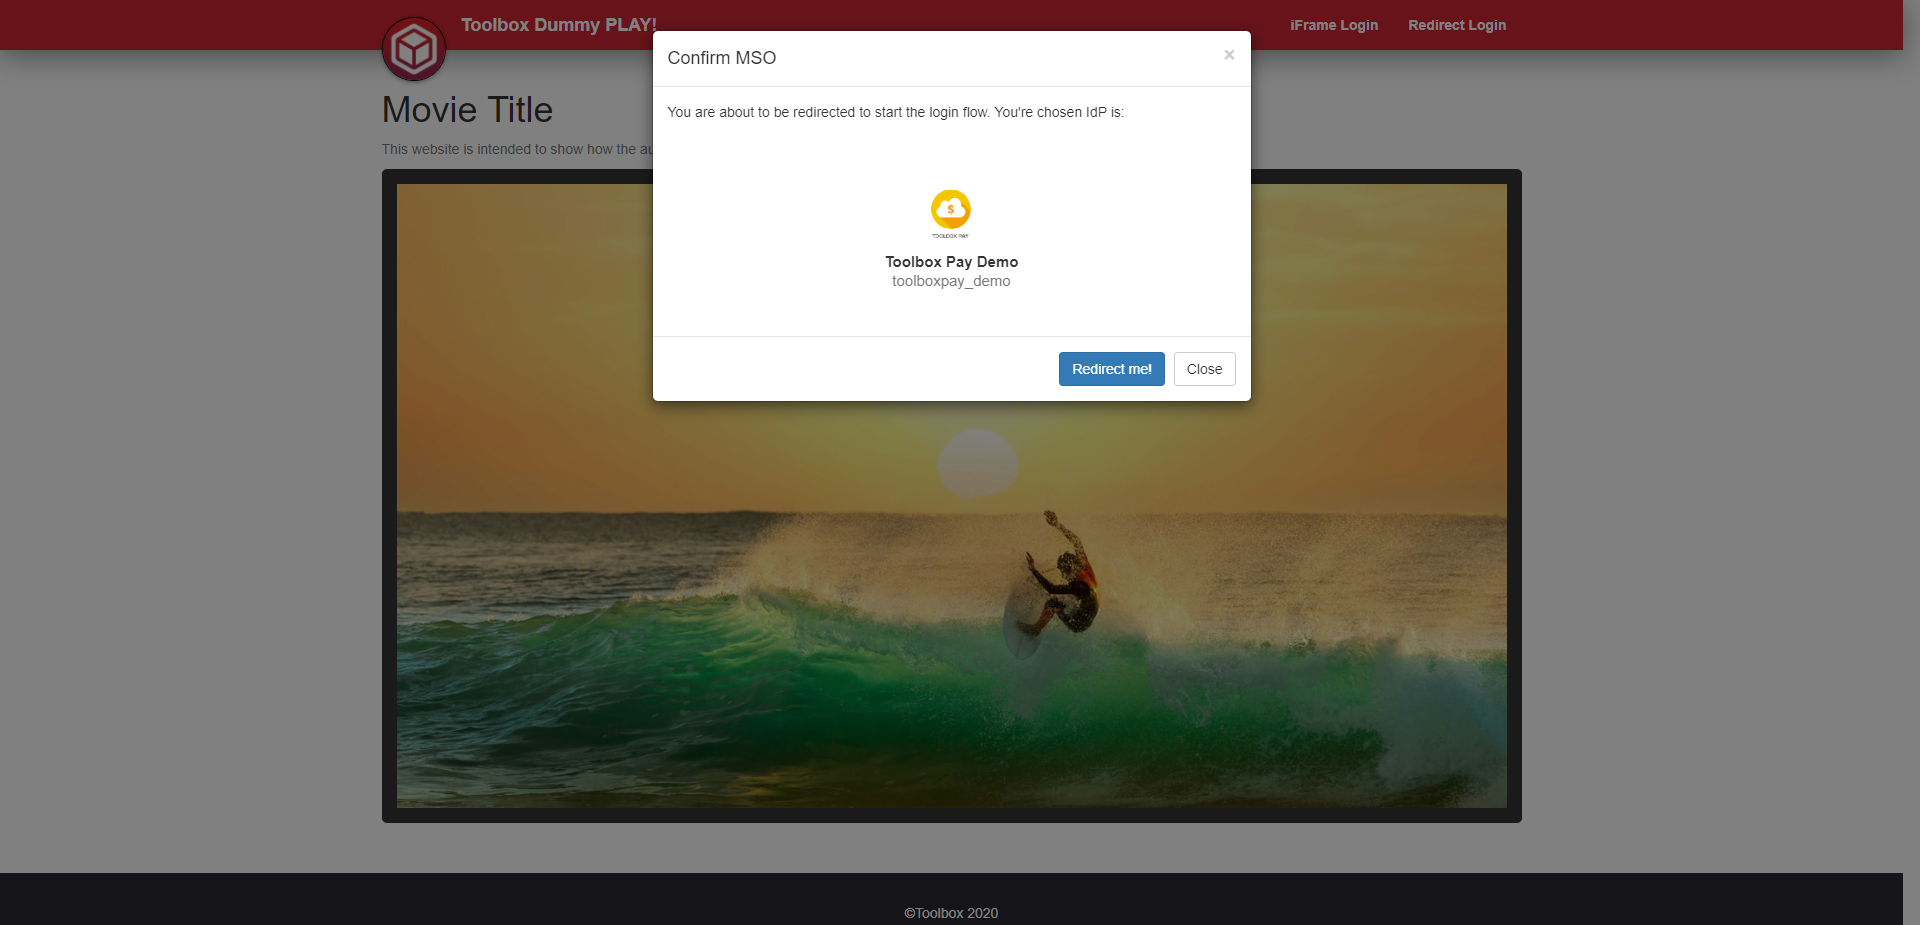 Toolbox Dummy PLAY!
iFrame Login
Redirect Login
Confirm MSO
×
Movie Title
This website is intended to show how the au
You are about to be redirected to start the login flow. You're chosen IdP is:
$
TOOLBOX PAY
Toolbox Pay Demo
toolboxpay_demo
Redirect me!
Close
©Toolbox 2020